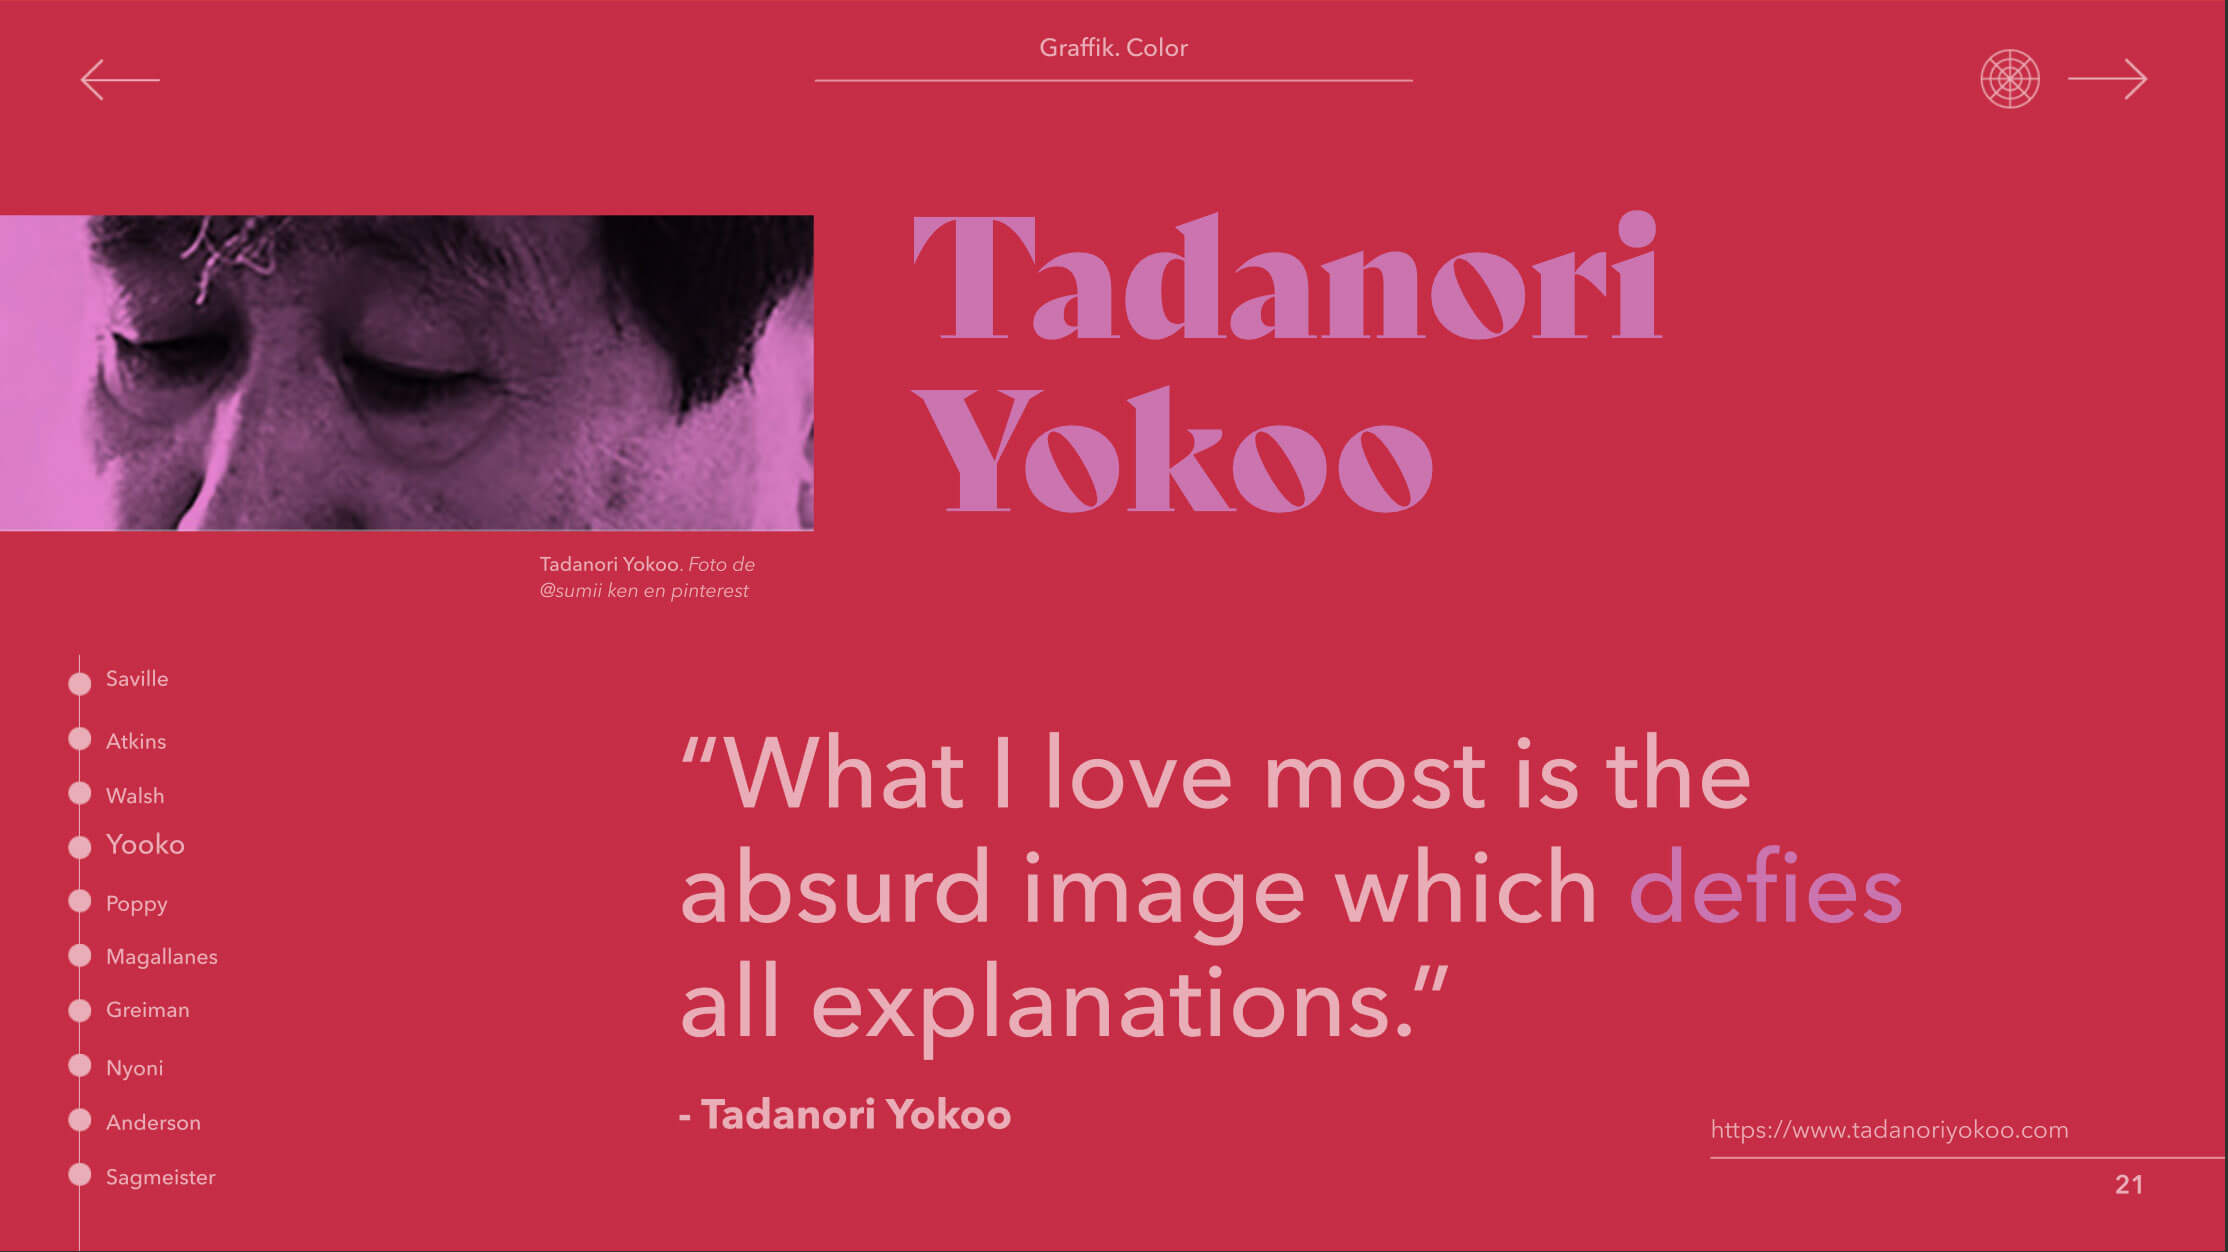 Graffik. Color
Tadanori
Yokoo
Tadanori Yokoo. Foto de
@sumii ken en pinterest
Saville
Atkins
Walsh
Yooko
Poppy
Magallanes
Greiman
Nyoni
Anderson
Sagmeister
“What I love most is the
absurd image which defies
all explanations.”
- Tadanori Yokoo
https://www.tadanoriyokoo.com
21